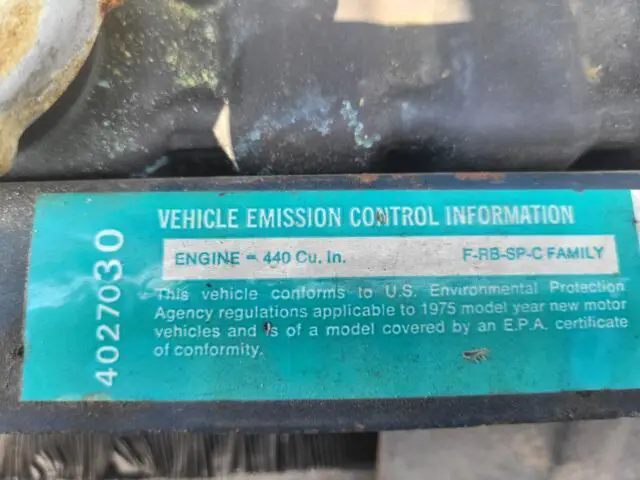 4027030
VEHICLE EMISSION CONTROL INFORMATION
ENGINE = 440 Cu. In. F-RB-SP-C FAMILY
This vehicle conforms to U.S. Environmental Protection
Agency regulations applicable to 1975 model year new motor
vehicles and is of a model covered by an E.P.A. certificate
of conformity.